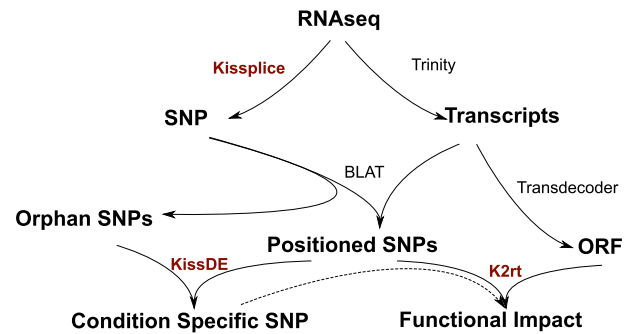 RNAseq
Kissplice
Trinity
SNP
Transcripts
BLAT
Transdecoder
Orphan SNPs
Positioned SNPs
ORF
KissDE
K2rt
Condition Specific SNP
Functional Impact